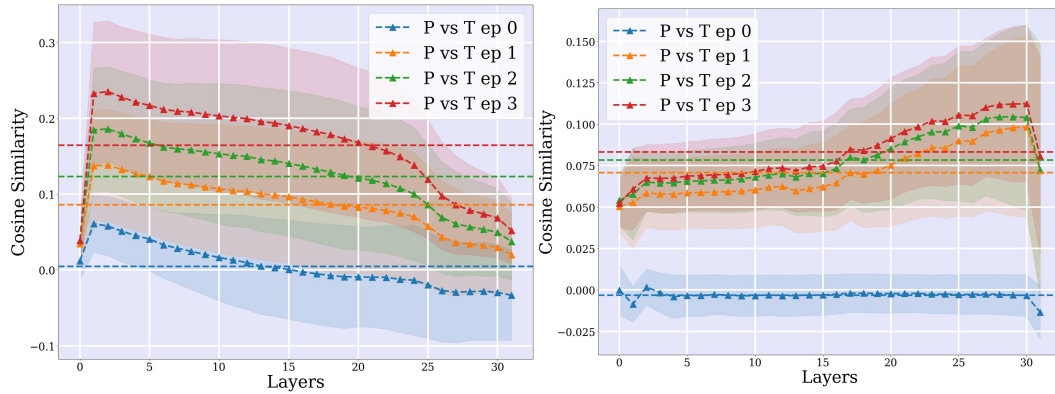 P vs T ep 0
P vs T ep 1
P vs T ep 2
P vs T ep 3
0.3
0.2
0.1
0.0
−0.1
Cosine Similarity
0 5 10 15 20 25 30
Layers
P vs T ep 0
P vs T ep 1
P vs T ep 2
P vs T ep 3
0.150
0.125
0.100
0.075
0.050
0.025
0.000
−0.025
Cosine Similarity
0 5 10 15 20 25 30
Layers